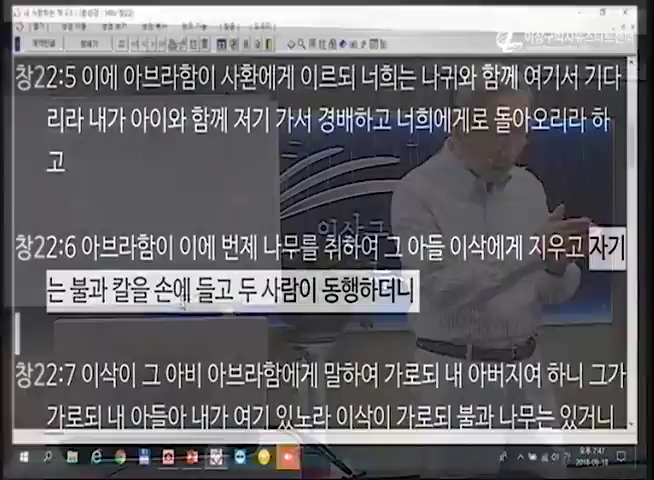 창22:5 이에 아브라함이 사환에게 이르되 너희는 나귀와 함께 여기서 기다
리라 내가 아이와 함께 저기 가서 경배하고 너희에게로 돌아오리라 하
고
창22:6 아브라함이 이에 번제 나무를 취하여 그 아들 이삭에게 지우고 자기
는 불과 칼을 손에 들고 두 사람이 동행하더니
창22:7 이삭이 그 아비 아브라함에게 말하여 가로되 내 아버지여 하니 그가
가로되 내 아들아 내가 여기 있노라 이삭이 가로되 불과 나무는 있거니
오후 7:47
2018-09-18